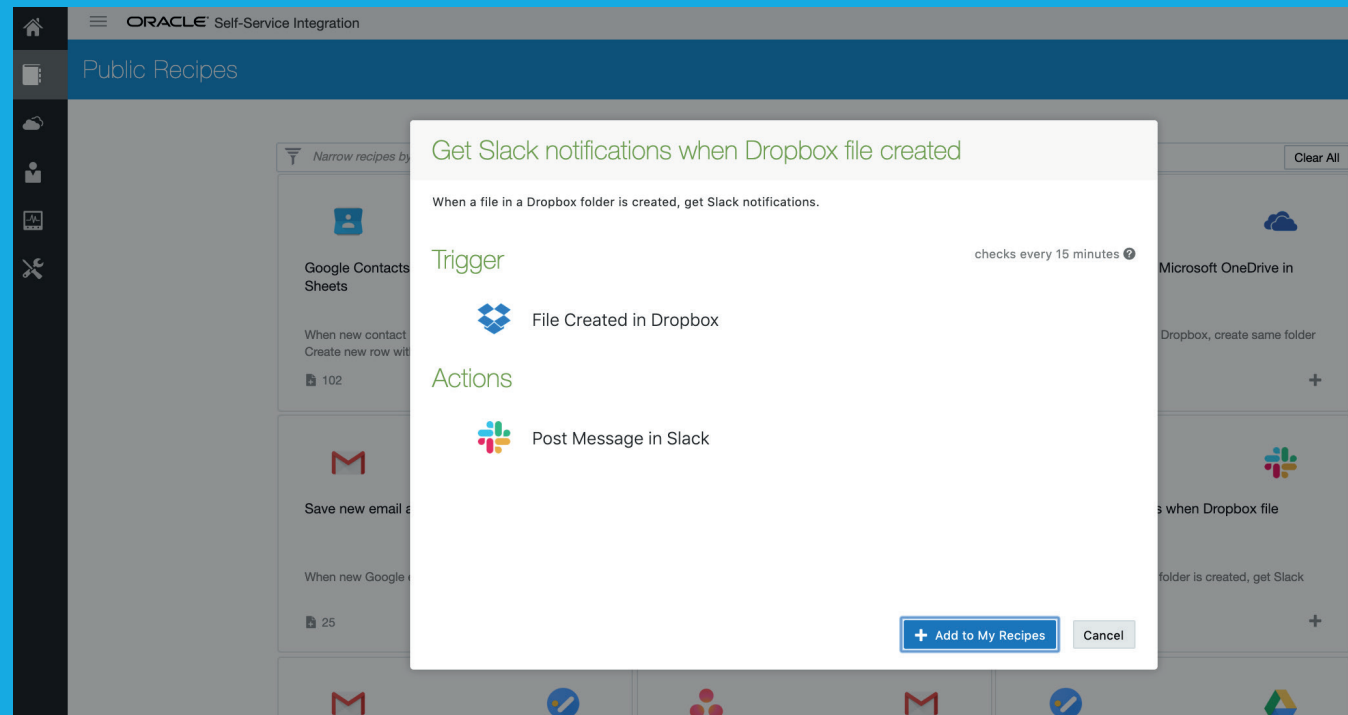 ORACLE Self-Service Integration
Public Recipes
Narrow recipes by
Clear All
Get Slack notifications when Dropbox file created
When a file in a Dropbox folder is created, get Slack notifications.
Trigger
checks every 15 minutes
File Created in Dropbox
Actions
Post Message in Slack
+ Add to My Recipes
Cancel
Google Contacts
Sheets
When new contact
Create new row wit
102
Microsoft OneDrive in
Dropbox, create same folder
Save new email a
When new Google
25
s when Dropbox file
folder is created, get Slack